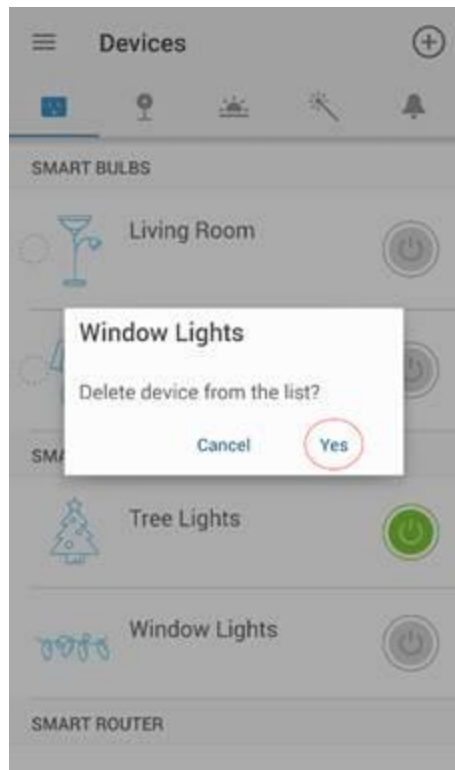 Devices
SMART BULBS
Living Room
Window Lights
Delete device from the list?
Cancel Yes
Tree Lights
Window Lights
SMART ROUTER